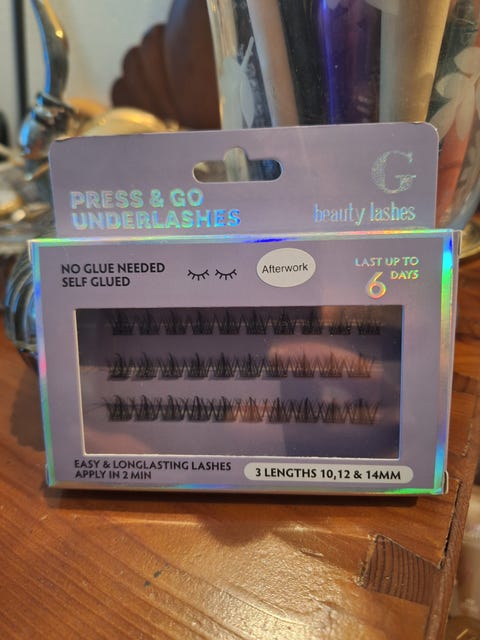 PRESS & GO
UNDERLASHES
G
beauty lashes
NO GLUE NEEDED
SELF GLUED
Afterwork
LAST UP TO
6 DAYS
EASY & LONGLASTING LASHES
APPLY IN 2 MIN
3 LENGTHS 10,12 & 14MM